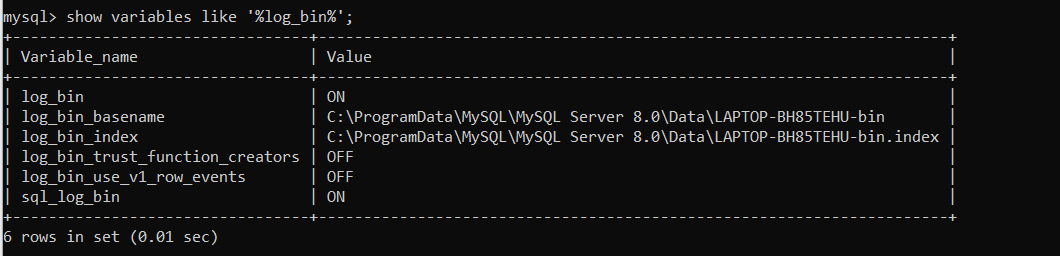 mysql> show variables like '%log_bin%';
+---------------------------------+----------------------------------------------------------------+
| Variable_name                   | Value                                                          |
+---------------------------------+----------------------------------------------------------------+
| log_bin                         | ON                                                             |
| log_bin_basename                | C:\ProgramData\MySQL\MySQL Server 8.0\Data\LAPTOP-BH85TEHU-bin |
| log_bin_index                   | C:\ProgramData\MySQL\MySQL Server 8.0\Data\LAPTOP-BH85TEHU-bin.index |
| log_bin_trust_function_creators | OFF                                                            |
| log_bin_use_v1_row_events       | OFF                                                            |
| sql_log_bin                     | ON                                                             |
+---------------------------------+----------------------------------------------------------------+
6 rows in set (0.01 sec)